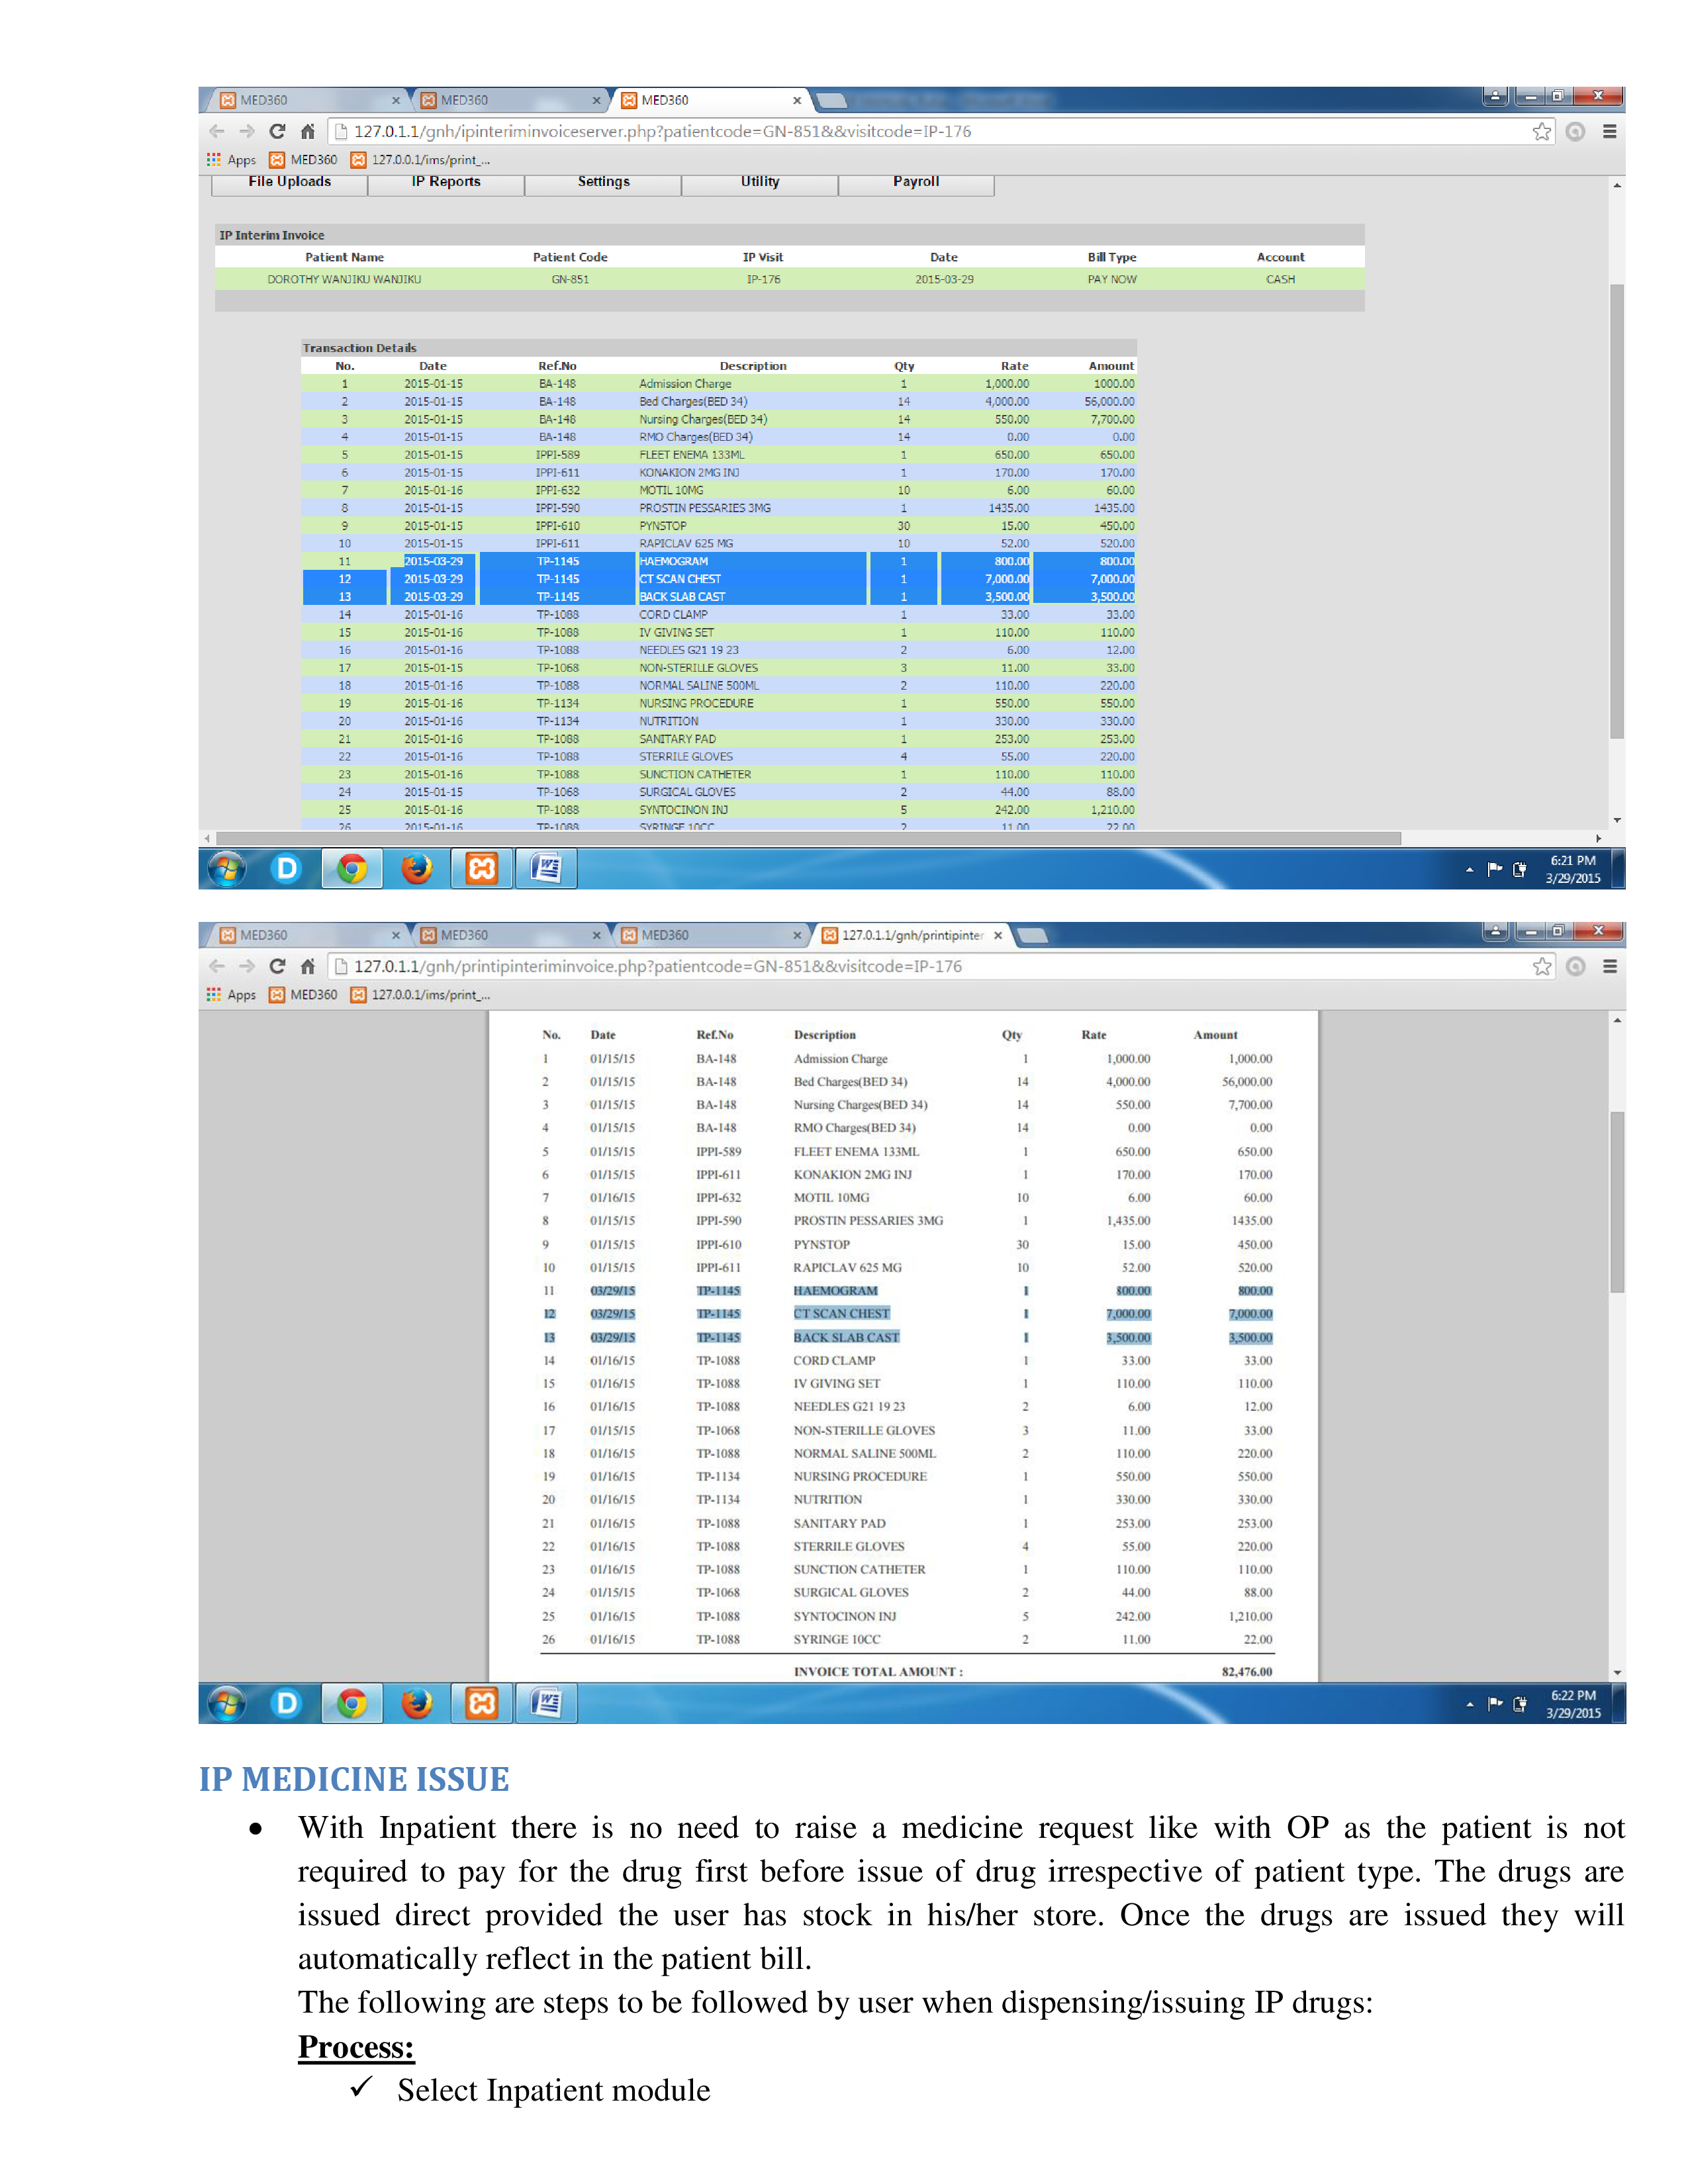 MED360 MED360 MED360
127.0.1.1/gnh/ipinteriminvoiceserver.php?patientcode=GN-851&&visitcode=IP-176
Apps MED360 127.0.0.1/ims/print_...
File Uploads IP Reports Settings Utility Payroll
IP Interim Invoice
Patient Name Patient Code IP Visit Date Bill Type Account
DOROTHY WANJIKU WANJIKU GN-851 IP-176 2015-03-29 PAY NOW CASH
Transaction Details
No. Date Ref.No Description Qty Rate Amount
1 2015-01-15 BA-148 Admission Charge 1 1,000.00 1000.00
2 2015-01-15 BA-148 Bed Charges(BED 34) 14 4,000.00 56,000.00
3 2015-01-15 BA-148 Nursing Charges(BED 34) 14 550.00 7,700.00
4 2015-01-15 BA-148 RMO Charges(BED 34) 14 0.00 0.00
5 2015-01-15 IPPI-589 FLEET ENEMA 133ML 1 650.00 650.00
6 2015-01-15 IPPI-611 KONAKION 2MG INJ 1 170.00 170.00
7 2015-01-16 IPPI-632 MOTIL 10MG 10 6.00 60.00
8 2015-01-15 IPPI-590 PROSTIN PESSARIES 3MG 1 1435.00 1435.00
9 2015-01-15 IPPI-610 PYNSTOP 30 15.00 450.00
10 2015-01-15 IPPI-611 RAPICLAV 625 MG 10 52.00 520.00
11 2015-03-29 TP-1145 HAEMOGRAM 1 800.00 800.00
12 2015-03-29 TP-1145 CT SCAN CHEST 1 7,000.00 7,000.00
13 2015-03-29 TP-1145 BACK SLAB CAST 1 3,500.00 3,500.00
14 2015-01-16 TP-1088 CORD CLAMP 1 33.00 33.00
15 2015-01-16 TP-1088 IV GIVING SET 1 110.00 110.00
16 2015-01-16 TP-1088 NEEDLES G21 19 23 2 6.00 12.00
17 2015-01-15 TP-1068 NON-STERILLE GLOVES 3 11.00 33.00
18 2015-01-16 TP-1088 NORMAL SALINE 500ML 2 110.00 220.00
19 2015-01-16 TP-1134 NURSING PROCEDURE 1 550.00 550.00
20 2015-01-16 TP-1134 NUTRITION 1 330.00 330.00
21 2015-01-16 TP-1088 SANITARY PAD 1 253.00 253.00
22 2015-01-16 TP-1088 STERRILE GLOVES 4 55.00 220.00
23 2015-01-16 TP-1088 SUNCTION CATHETER 1 110.00 110.00
24 2015-01-15 TP-1068 SURGICAL GLOVES 2 44.00 88.00
25 2015-01-16 TP-1088 SYNTOCINON INJ 5 242.00 1,210.00
26 2015-01-16 TP-1088 SYRINGE 10CC 2 11.00 22.00
6:21 PM
3/29/2015
MED360 MED360 MED360 127.0.1.1/gnh/printipinter
127.0.1.1/gnh/printipinteriminvoice.php?patientcode=GN-851&&visitcode=IP-176
Apps MED360 127.0.0.1/ims/print_...
No. Date Ref.No Description Qty Rate Amount
1 01/15/15 BA-148 Admission Charge 1 1,000.00 1,000.00
2 01/15/15 BA-148 Bed Charges(BED 34) 14 4,000.00 56,000.00
3 01/15/15 BA-148 Nursing Charges(BED 34) 14 550.00 7,700.00
4 01/15/15 BA-148 RMO Charges(BED 34) 14 0.00 0.00
5 01/15/15 IPPI-589 FLEET ENEMA 133ML 1 650.00 650.00
6 01/15/15 IPPI-611 KONAKION 2MG INJ 1 170.00 170.00
7 01/16/15 IPPI-632 MOTIL 10MG 10 6.00 60.00
8 01/15/15 IPPI-590 PROSTIN PESSARIES 3MG 1 1,435.00 1435.00
9 01/15/15 IPPI-610 PYNSTOP 30 15.00 450.00
10 01/15/15 IPPI-611 RAPICLAV 625 MG 10 52.00 520.00
11 03/29/15 TP-1145 HAEMOGRAM 1 800.00 800.00
12 03/29/15 TP-1145 CT SCAN CHEST 1 7,000.00 7,000.00
13 03/29/15 TP-1145 BACK SLAB CAST 1 3,500.00 3,500.00
14 01/16/15 TP-1088 CORD CLAMP 1 33.00 33.00
15 01/16/15 TP-1088 IV GIVING SET 1 110.00 110.00
16 01/16/15 TP-1088 NEEDLES G21 19 23 2 6.00 12.00
17 01/15/15 TP-1068 NON-STERILLE GLOVES 3 11.00 33.00
18 01/16/15 TP-1088 NORMAL SALINE 500ML 2 110.00 220.00
19 01/16/15 TP-1134 NURSING PROCEDURE 1 550.00 550.00
20 01/16/15 TP-1134 NUTRITION 1 330.00 330.00
21 01/16/15 TP-1088 SANITARY PAD 1 253.00 253.00
22 01/16/15 TP-1088 STERRILE GLOVES 4 55.00 220.00
23 01/16/15 TP-1088 SUNCTION CATHETER 1 110.00 110.00
24 01/15/15 TP-1068 SURGICAL GLOVES 2 44.00 88.00
25 01/16/15 TP-1088 SYNTOCINON INJ 5 242.00 1,210.00
26 01/16/15 TP-1088 SYRINGE 10CC 2 11.00 22.00
INVOICE TOTAL AMOUNT : 82,476.00
6:22 PM
3/29/2015
IP MEDICINE ISSUE
• With Inpatient there is no need to raise a medicine request like with OP as the patient is not
required to pay for the drug first before issue of drug irrespective of patient type. The drugs are
issued direct provided the user has stock in his/her store. Once the drugs are issued they will
automatically reflect in the patient bill.
The following are steps to be followed by user when dispensing/issuing IP drugs:
Process:
✓ Select Inpatient module